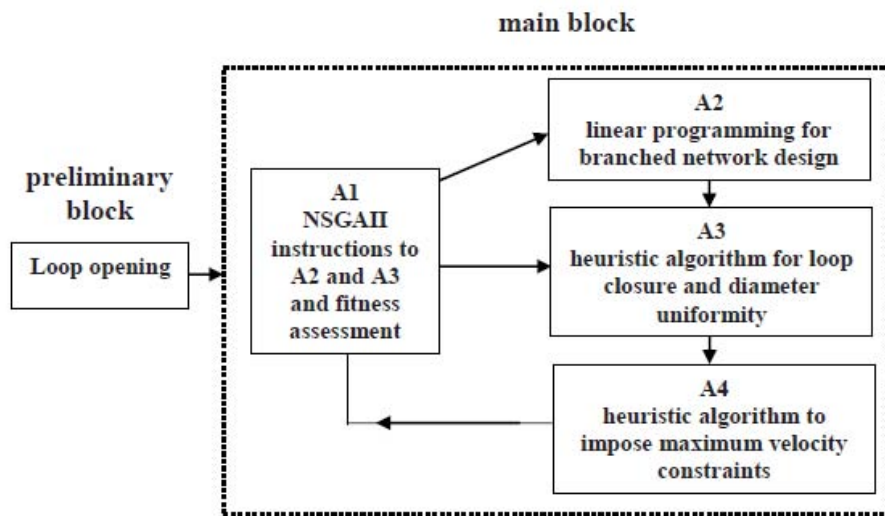 main block
preliminary
block
Loop opening
A1
NSGAII
instructions to
A2 and A3
and fitness
assessment
A2
linear programming for
branched network design
A3
heuristic algorithm for loop
closure and diameter
uniformity
A4
heuristic algorithm to
impose maximum velocity
constraints